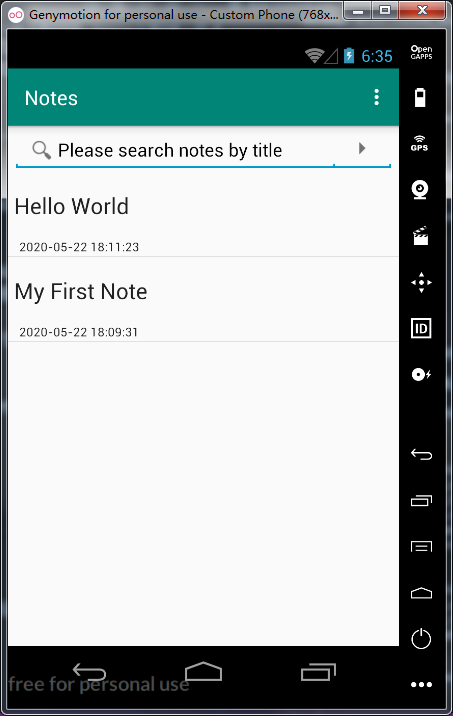 Genymotion for personal use - Custom Phone (768x...
6:35
Open
GAPPS
Notes
GPS
Please search notes by title
Hello World
2020-05-22 18:11:23
My First Note
2020-05-22 18:09:31
ID
free for personal use